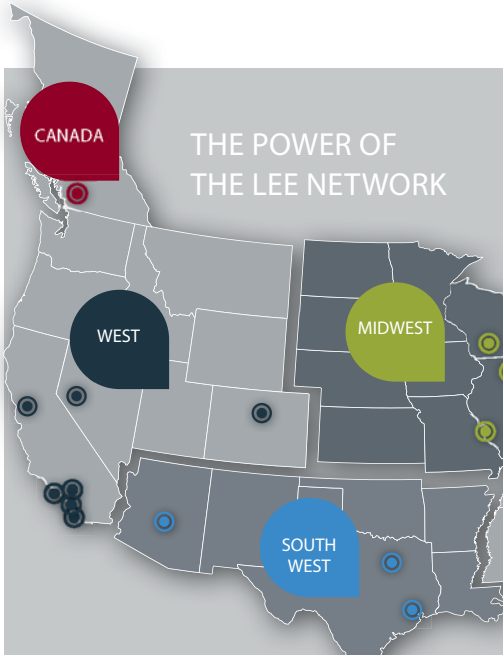 CANADA
THE POWER OF
THE LEE NETWORK
WEST
MIDWEST
SOUTH
WEST